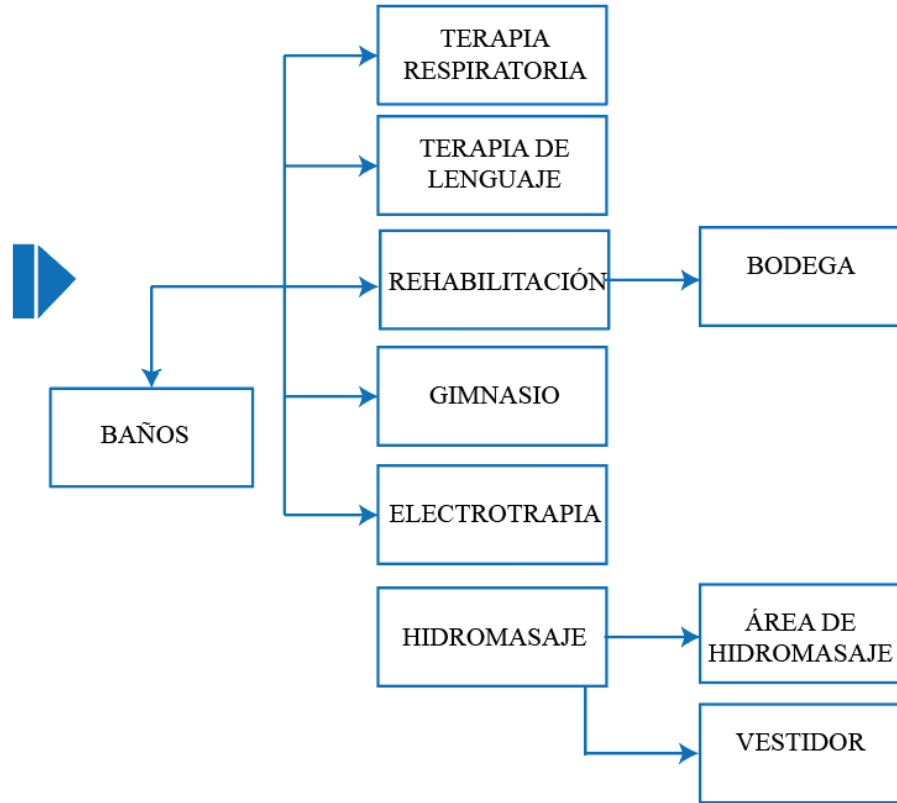 TERAPIA
RESPIRATORIA
TERAPIA DE
LENGUAJE
REHABILITACIÓN
BODEGA
BAÑOS
GIMNASIO
ELECTROTRAPIA
HIDROMASAJE
ÁREA DE
HIDROMASAJE
VESTIDOR